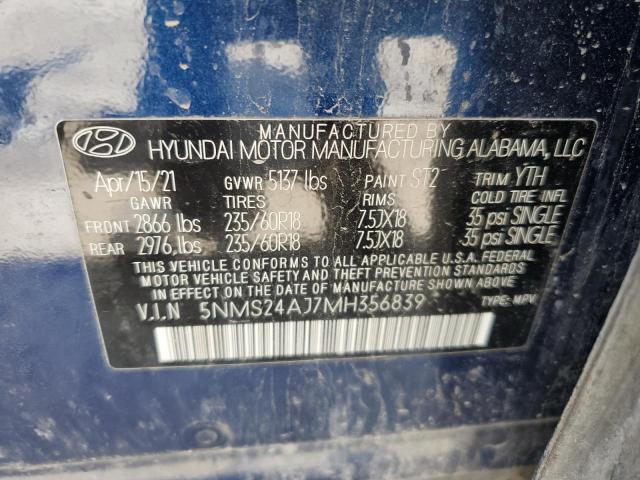 MANUFACTURED BY
HYUNDAI MOTOR MANUFACTURING ALABAMA, LLC
Apr/15/21 GVWR 5137 lbs PAINT ST2 TRIM YTH
GAWR TIRES RIMS COLD TIRE INFL
FRONT 2866 lbs 235/60R18 7.5JX18 35 psi SINGLE
REAR 2976 lbs 235/60R18 7.5JX18 35 psi SINGLE
THIS VEHICLE CONFORMS TO ALL APPLICABLE U.S.A. FEDERAL
MOTOR VEHICLE SAFETY AND BUMPER STANDARDS IN EFFECT
ON THE DATE OF MANUFACTURE SHOWN ABOVE.
V.I.N 5NMS24AJ7MH356839 TYPE: MPV